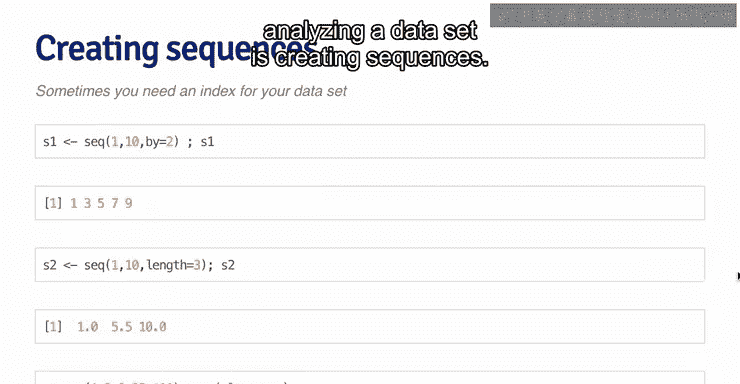 analyzing a data set
is creating sequences.
Creating sequences
Sometimes you need an index for your data set
s1 <- seq(1,10,by=2) ; s1
[1] 1 3 5 7 9
s2 <- seq(1,10,length=3); s2
[1]  1.0  5.5 10.0